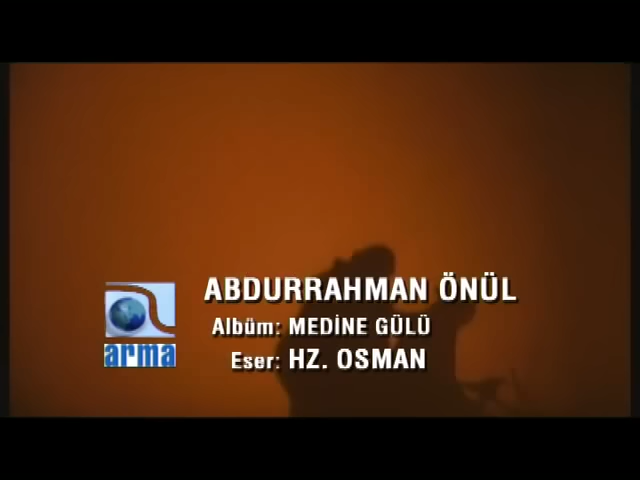 ABDURRAHMAN ÖNÜL
Albüm: MEDİNE GÜLÜ
Eser: HZ. OSMAN
arma